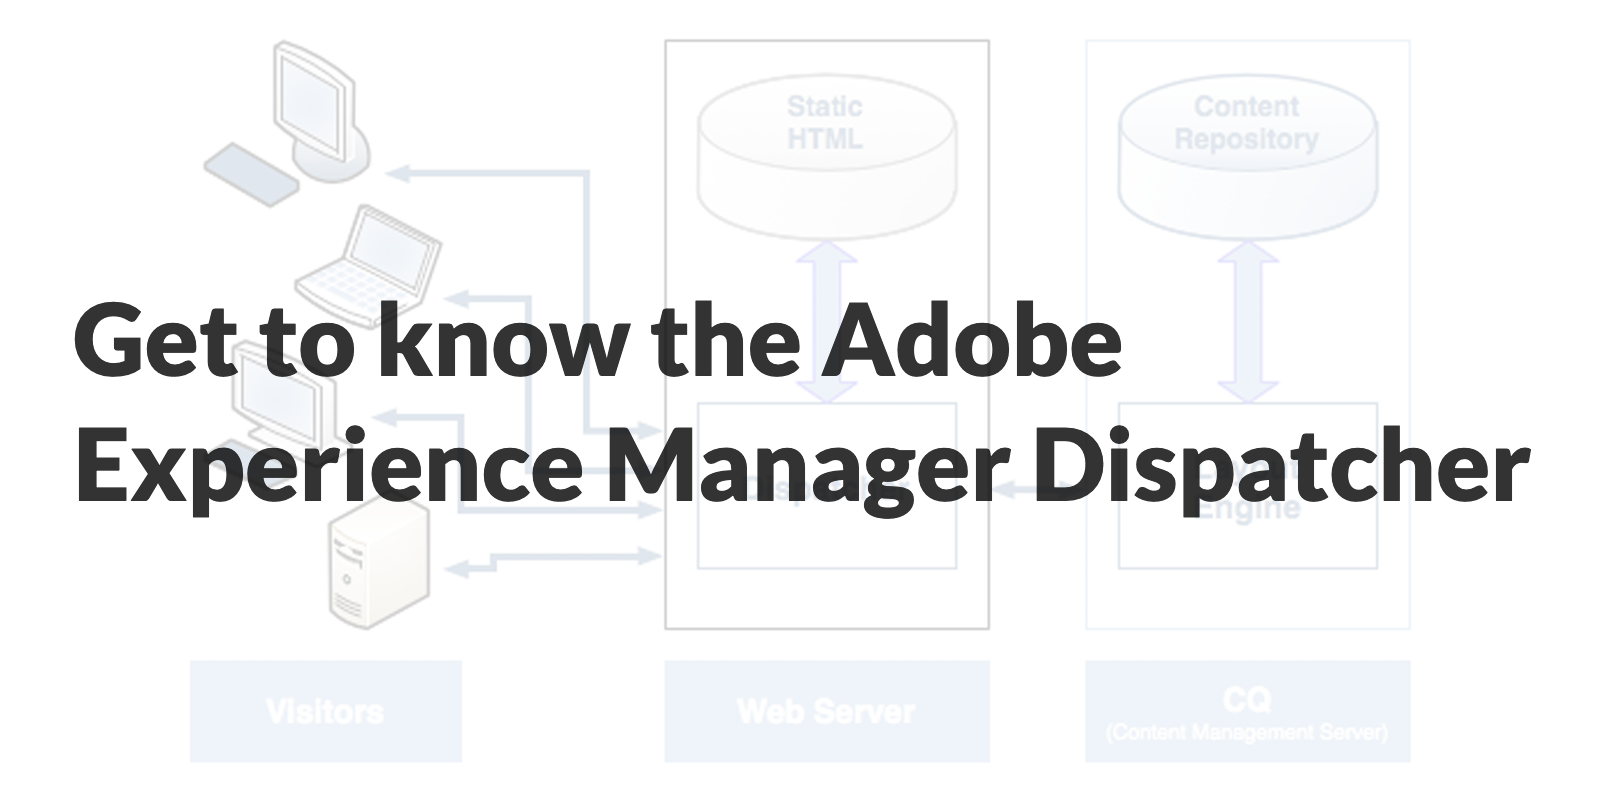 Static
HTML
Content
Repository
Get to know the Adobe
Experience Manager Dispatcher
Engine
Visitors
Web Server
CQ
(Content Management Server)